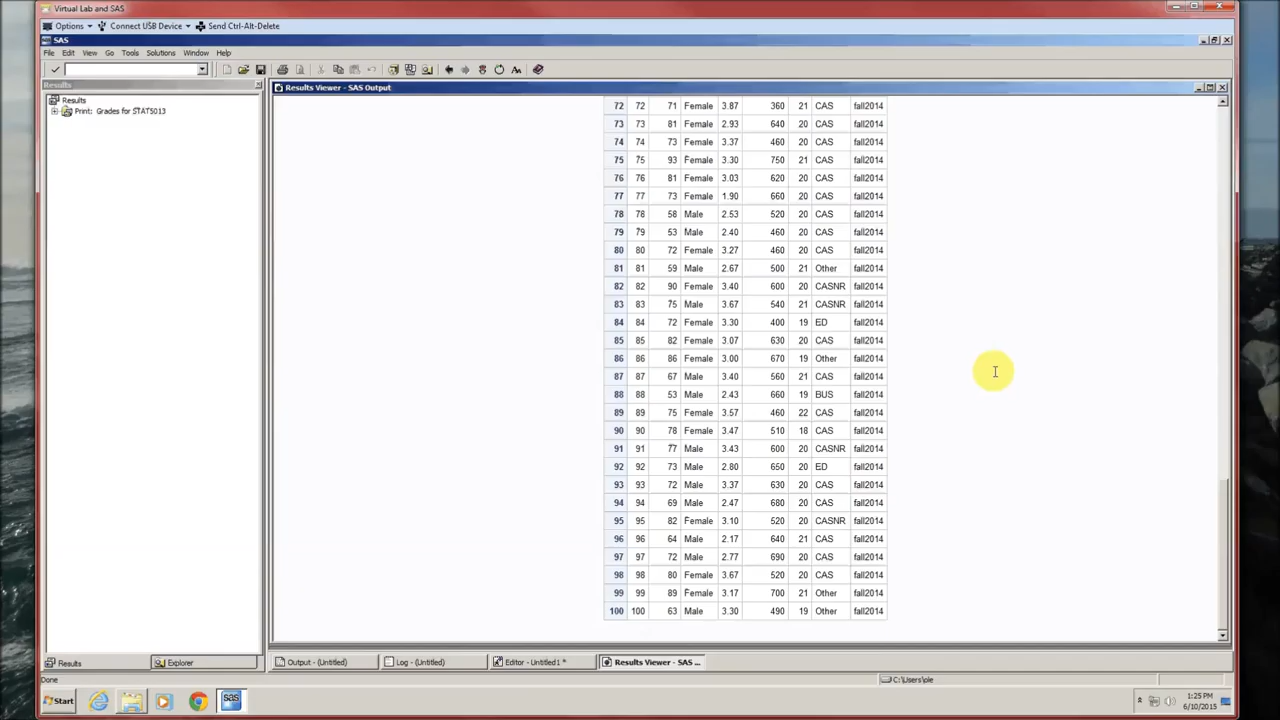 Virtual Lab and SAS
Options Connect USB Device Send Ctrl-Alt-Delete
SAS
File Edit View Go Tools Solutions Window Help
Results
Results Viewer - SAS Output
Results
Print: Grades for STAT5013
72 72 71 Female 3.87 360 21 CAS fall2014
73 73 81 Female 2.93 640 20 CAS fall2014
74 74 73 Female 3.37 460 20 CAS fall2014
75 75 93 Female 3.30 750 21 CAS fall2014
76 76 81 Female 3.03 620 20 CAS fall2014
77 77 73 Female 1.90 660 20 CAS fall2014
78 78 58 Male 2.53 520 20 CAS fall2014
79 79 53 Male 2.40 460 20 CAS fall2014
80 80 72 Female 3.27 460 20 CAS fall2014
81 81 59 Male 2.67 500 21 Other fall2014
82 82 90 Female 3.40 600 20 CASNR fall2014
83 83 75 Male 3.67 540 21 CASNR fall2014
84 84 72 Female 3.30 400 19 ED fall2014
85 85 82 Female 3.07 630 20 CAS fall2014
86 86 86 Female 3.00 670 19 Other fall2014
87 87 67 Male 3.40 560 21 CAS fall2014
88 88 53 Male 2.43 660 19 BUS fall2014
89 89 75 Female 3.57 460 22 CAS fall2014
90 90 78 Female 3.47 510 18 CAS fall2014
91 91 77 Male 3.43 600 20 CASNR fall2014
92 92 73 Male 2.80 650 20 ED fall2014
93 93 72 Male 3.37 630 20 CAS fall2014
94 94 69 Male 2.47 680 20 CAS fall2014
95 95 82 Female 3.10 520 20 CASNR fall2014
96 96 64 Male 2.17 640 21 CAS fall2014
97 97 72 Male 2.77 690 20 CAS fall2014
98 98 80 Female 3.67 520 20 CAS fall2014
99 99 89 Female 3.17 700 21 Other fall2014
100 100 63 Male 3.30 490 19 Other fall2014
Results Explorer Output - (Untitled) Log - (Untitled) Editor - Untitled1 * Results Viewer - SAS ...
Done C:\Users\ple
Start sas 1:25 PM
6/10/2015